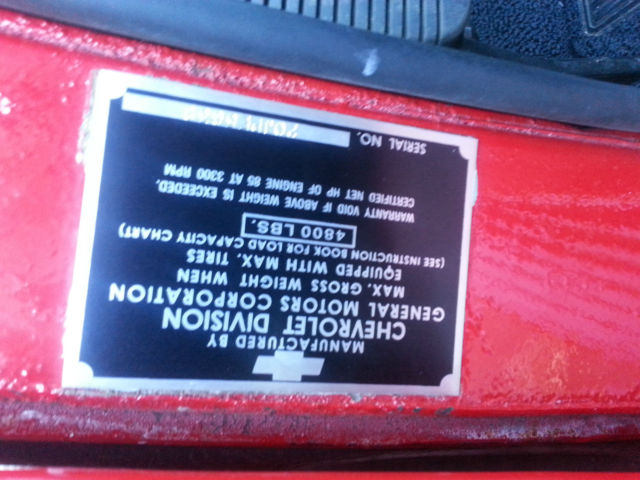 MANUFACTURED BY
CHEVROLET DIVISION
GENERAL MOTORS CORPORATION
MAX. GROSS WEIGHT WHEN
EQUIPPED WITH MAX. TIRES
(SEE INSTRUCTION BOOK FOR LOAD CAPACITY CHART)
4800 LBS.
WARRANTY VOID IF ABOVE WEIGHT IS EXCEEDED.
CERTIFIED NET HP OF ENGINE 85 AT 3300 RPM
SERIAL NO.